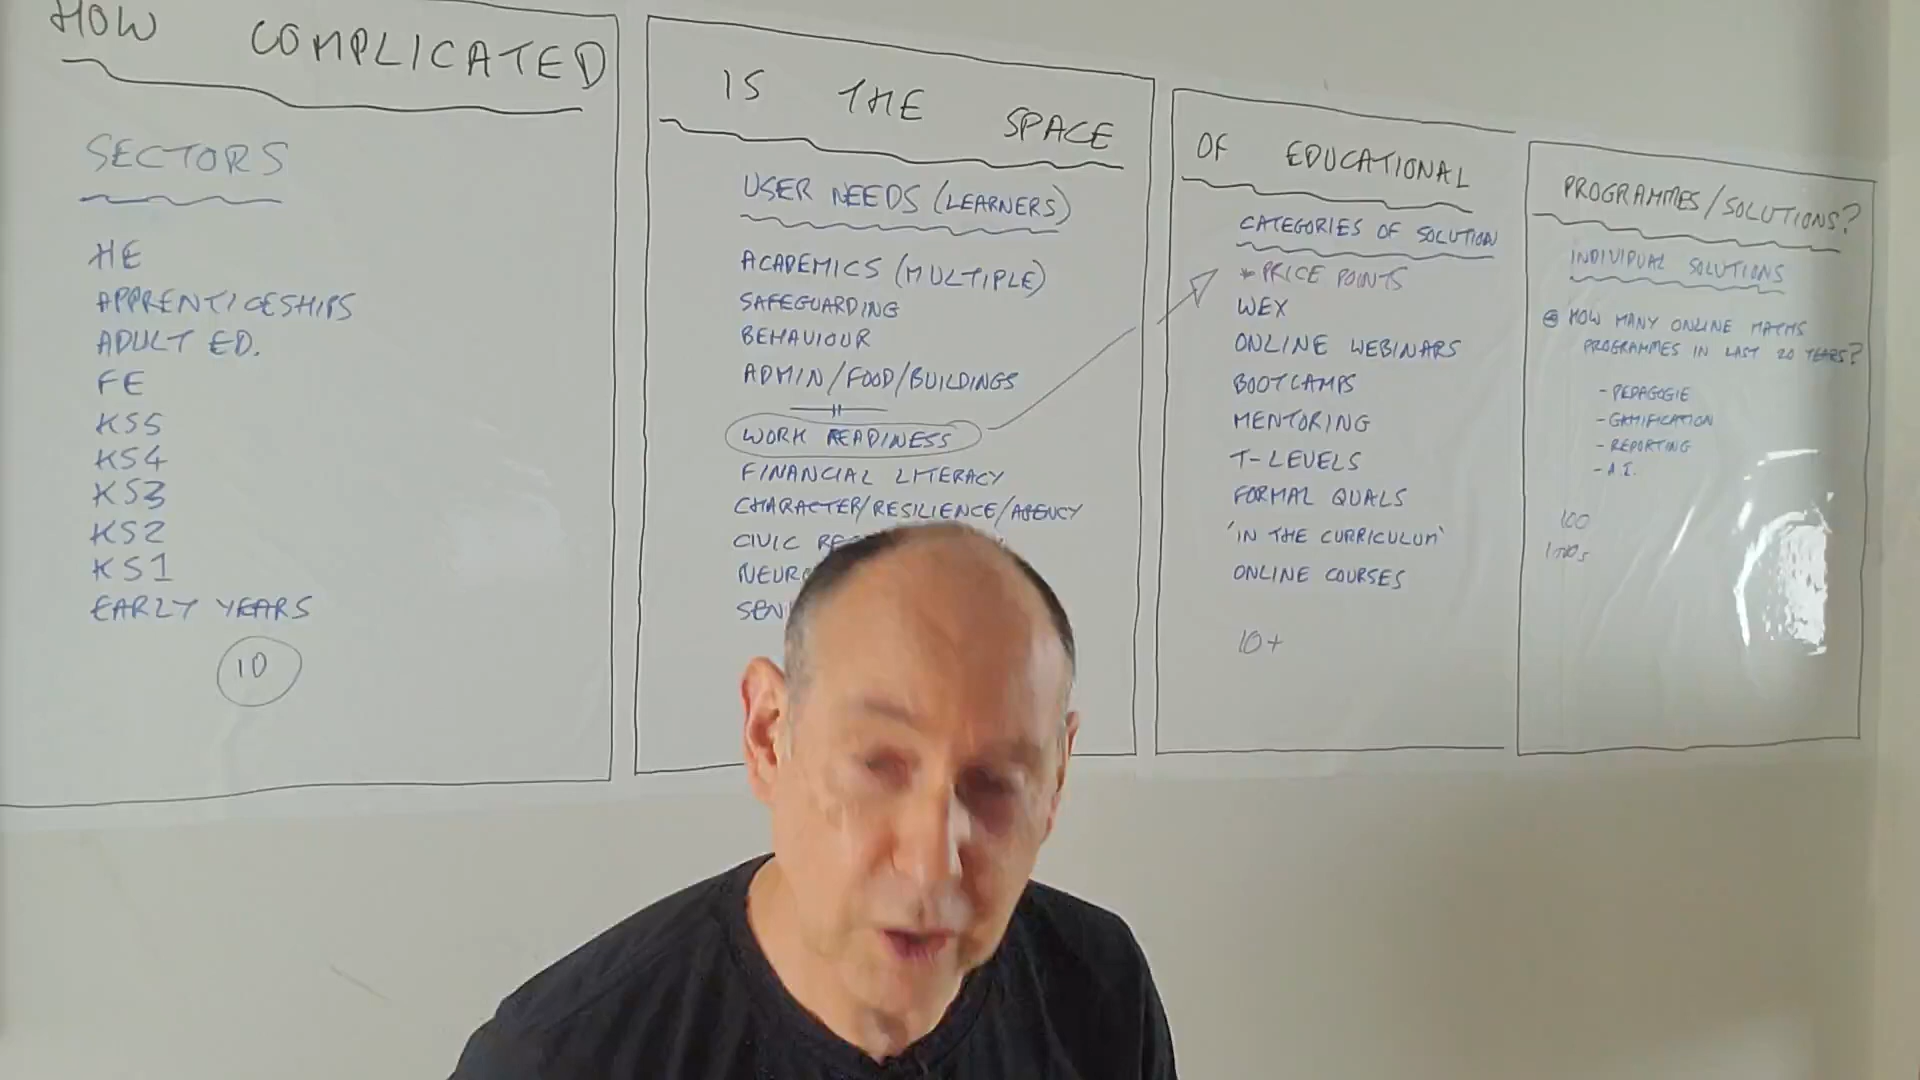 HOW COMPLICATED
SECTORS
HE
APPRENTICESHIPS
ADULT ED.
FE
KS5
KS4
KS3
KS2
KS1
EARLY YEARS
10
IS THE SPACE
USER NEEDS (LEARNERS)
ACADEMICS (MULTIPLE)
SAFEGUARDING
BEHAVIOUR
ADMIN/FOOD/BUILDINGS
WORK READINESS
FINANCIAL LITERACY
CHARACTER/RESILIENCE/AGENCY
CIVIC
OF EDUCATIONAL
CATEGORIES OF SOLUTION
* PRICE POINTS
WEX
ONLINE WEBINARS
BOOTCAMPS
MENTORING
T-LEVELS
FORMAL QUALS
'IN THE CURRICULUM'
ONLINE COURSES
10+
PROGRAMMES/SOLUTIONS?
INDIVIDUAL SOLUTIONS
HOW MANY ONLINE MATHS
PROGRAMMES IN LAST 20 YEARS?
- PEDAGOGIE
- GAMIFICATION
- REPORTING
- A.I.
100